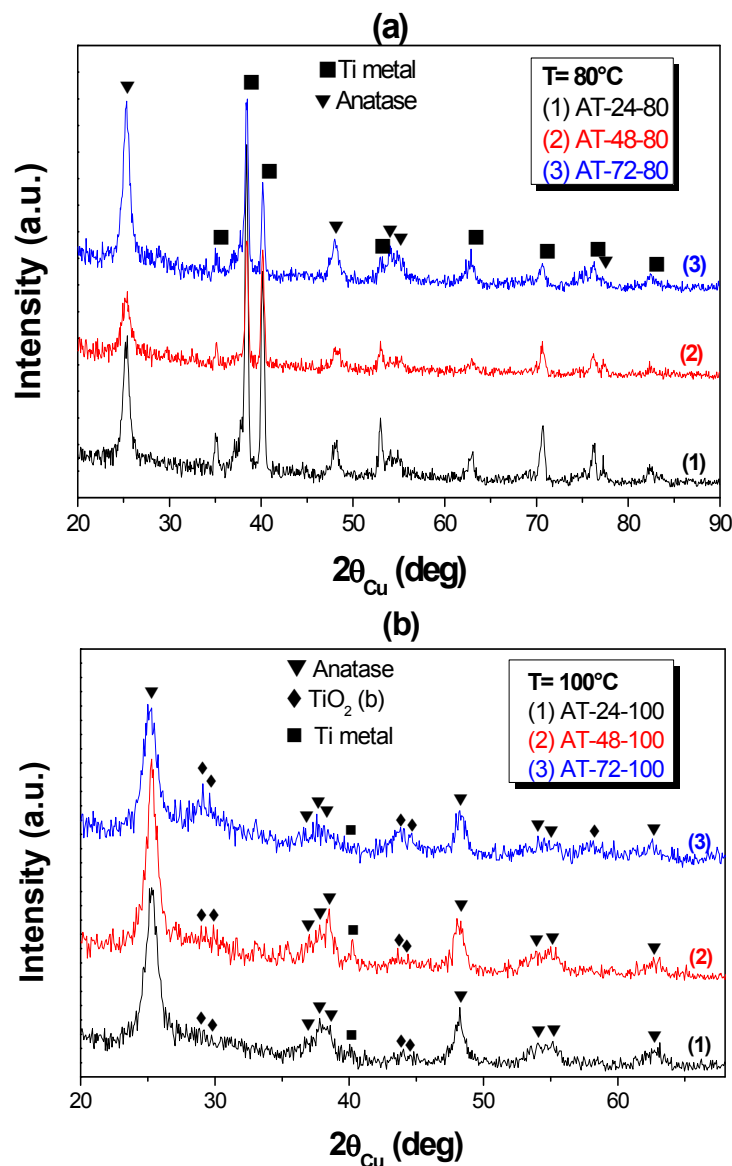 (a)
Ti metal
Anatase
T= 80°C
(1) AT-24-80
(2) AT-48-80
(3) AT-72-80
(3)
(2)
(1)
Intensity (a.u.)
20 30 40 50 60 70 80 90
2θCu (deg)
(b)
Anatase
TiO2 (b)
Ti metal
T= 100°C
(1) AT-24-100
(2) AT-48-100
(3) AT-72-100
(3)
(2)
(1)
Intensity (a.u.)
20 30 40 50 60
2θCu (deg)